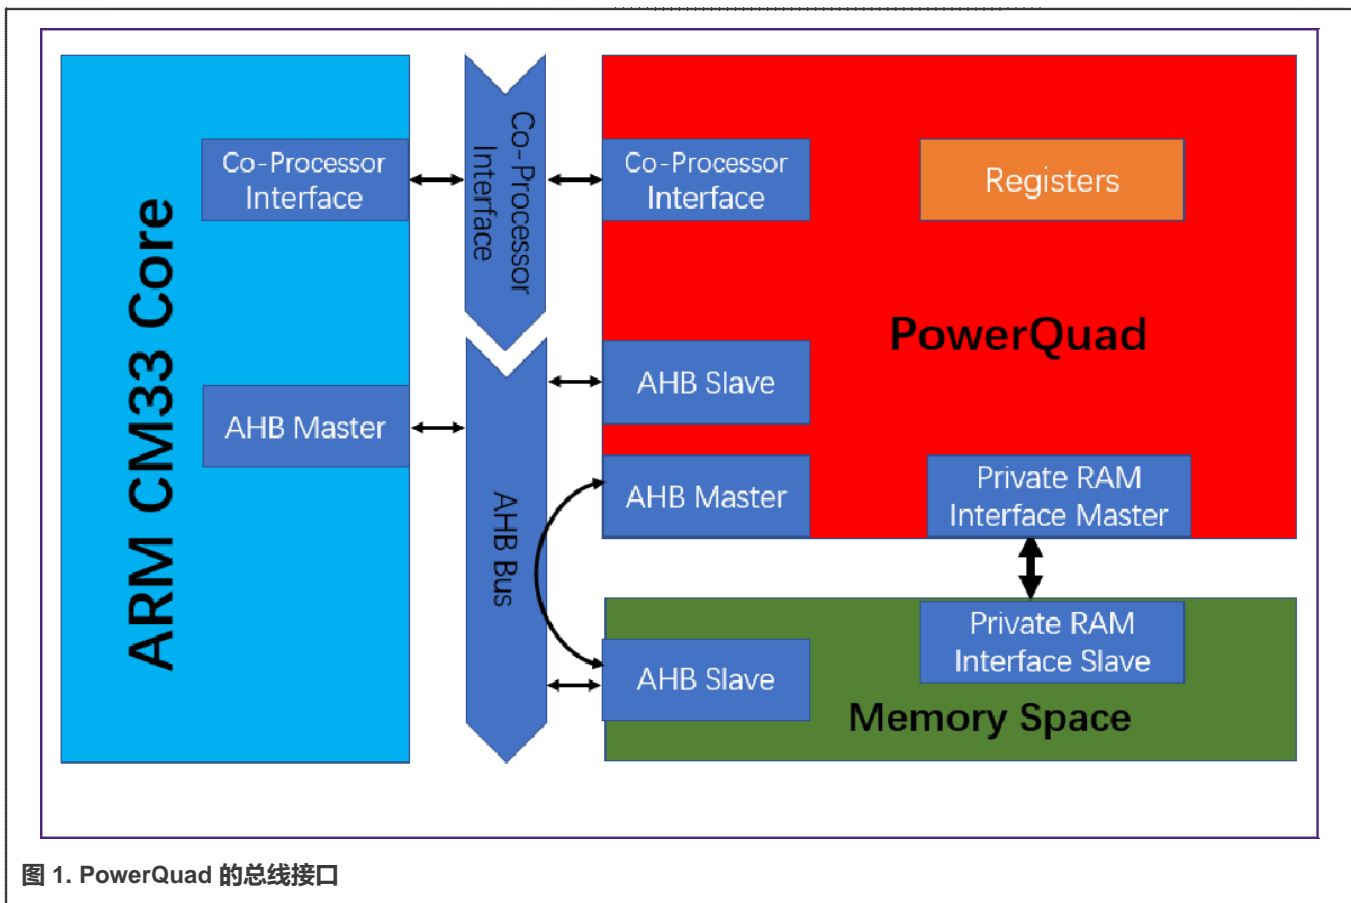 ARM CM33 Core
Co-Processor
Interface
AHB Master
Co-Processor
Interface
AHB Bus
Co-Processor
Interface
Registers
PowerQuad
AHB Slave
AHB Master
Private RAM
Interface Master
Private RAM
Interface Slave
AHB Slave
Memory Space
图 1. PowerQuad 的总线接口